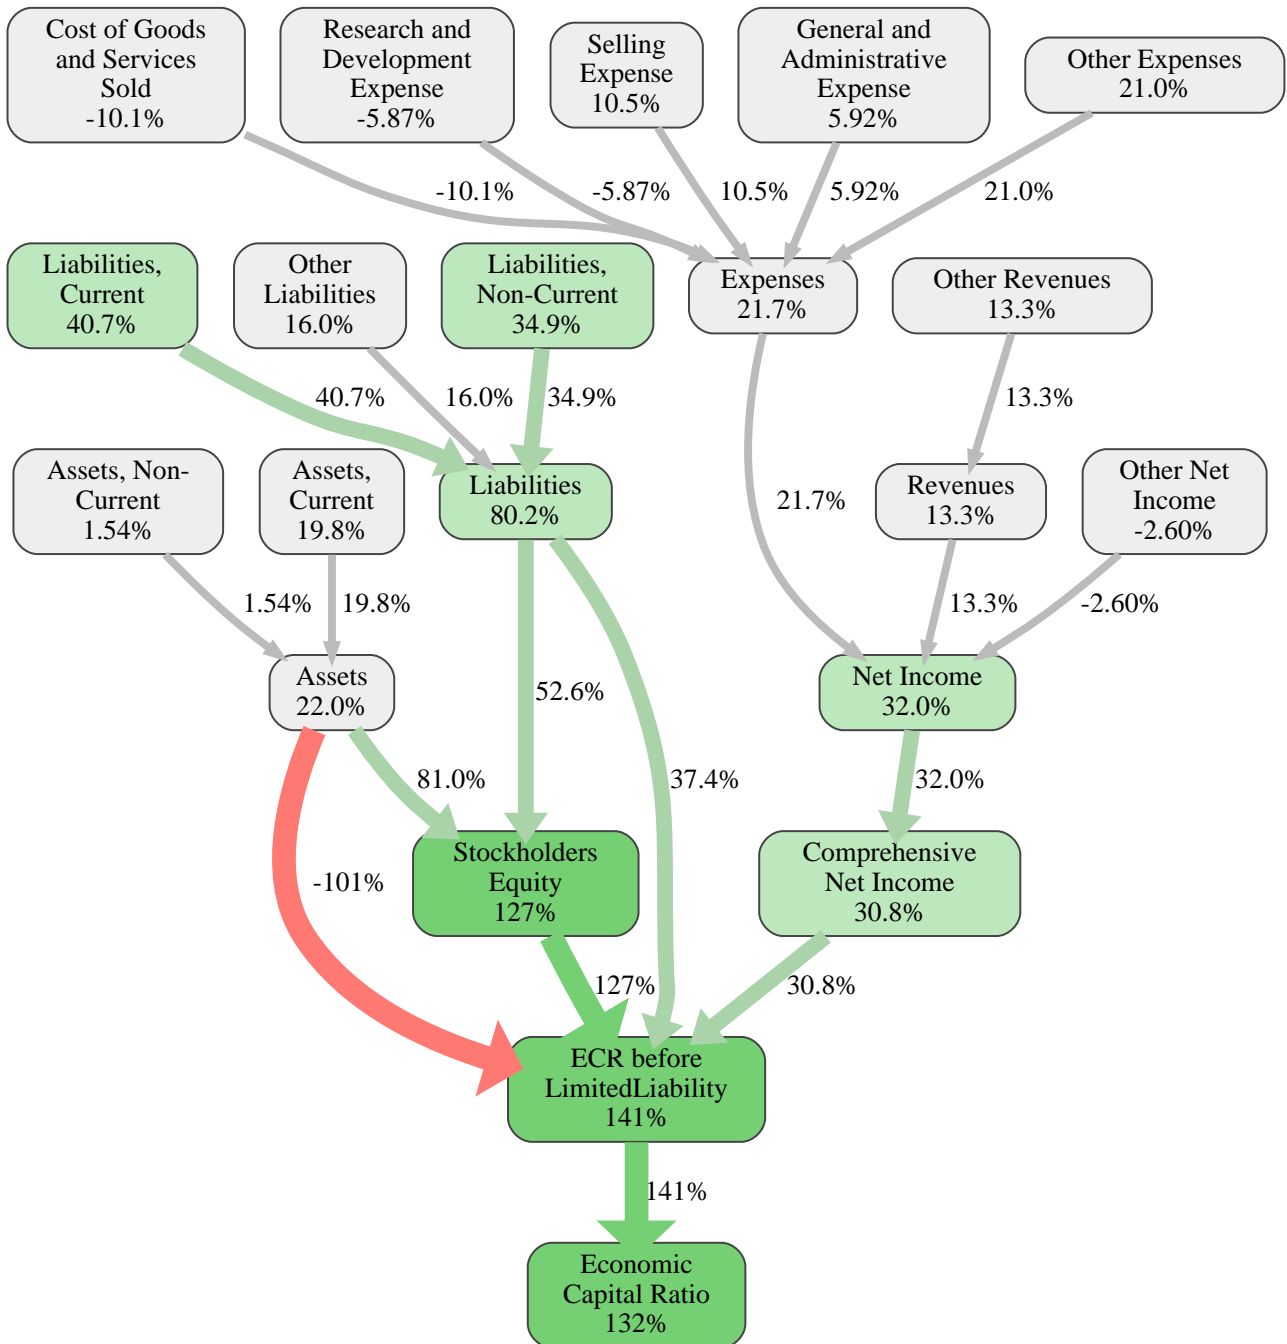 Cost of Goods
and Services
Sold
-10.1%
Research and
Development
Expense
-5.87%
Selling
Expense
10.5%
General and
Administrative
Expense
5.92%
Other Expenses
21.0%
-10.1%
-5.87%
10.5%
5.92%
21.0%
Liabilities,
Current
40.7%
Other
Liabilities
16.0%
Liabilities,
Non-Current
34.9%
Expenses
21.7%
Other Revenues
13.3%
40.7%
16.0%
34.9%
13.3%
Assets, Non-
Current
1.54%
Assets,
Current
19.8%
Liabilities
80.2%
21.7%
Revenues
13.3%
Other Net
Income
-2.60%
1.54%
19.8%
13.3%
-2.60%
Assets
22.0%
52.6%
Net Income
32.0%
81.0%
37.4%
32.0%
-101%
Stockholders
Equity
127%
Comprehensive
Net Income
30.8%
127%
30.8%
ECR before
LimitedLiability
141%
141%
Economic
Capital Ratio
132%